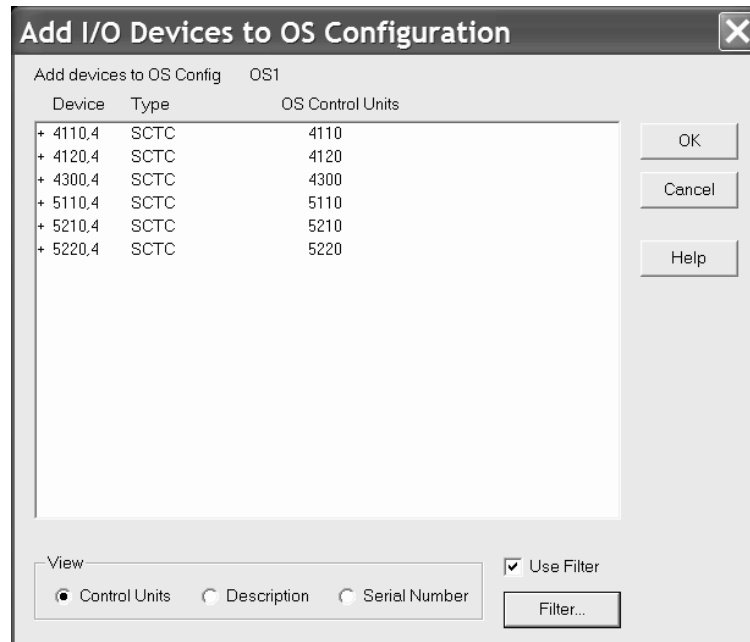 Add I/O Devices to OS Configuration
Add devices to OS Config OS1
Device Type OS Control Units
+ 4110,4 SCTC 4110
+ 4120,4 SCTC 4120
+ 4300,4 SCTC 4300
+ 5110,4 SCTC 5110
+ 5210,4 SCTC 5210
+ 5220,4 SCTC 5220
OK
Cancel
Help
View
Control Units Description Serial Number
Use Filter
Filter...